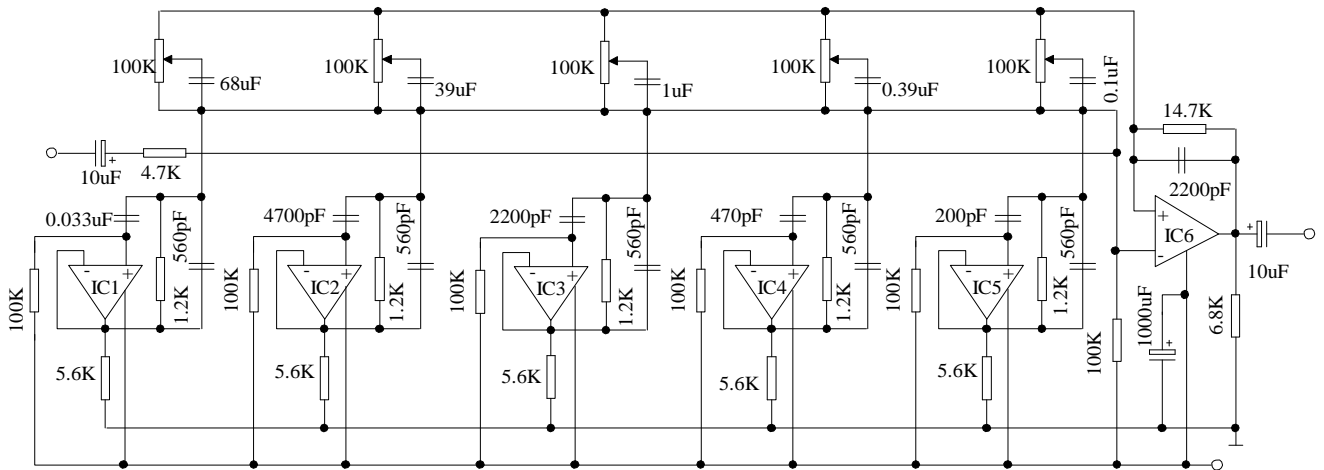 100K 68uF 100K 39uF 100K 1uF 100K 0.39uF 100K 0.1uF
14.7K
10uF + 4.7K
2200pF
0.033uF 4700pF 2200pF 470pF 200pF
560pF 560pF 560pF 560pF 560pF
+ IC6 - + 10uF
100K - + IC1 1.2K
100K - + IC2 1.2K
100K - + IC3 1.2K
100K - + IC4 1.2K
100K - + IC5 1.2K
100K 1000uF + 6.8K
5.6K 5.6K 5.6K 5.6K 5.6K